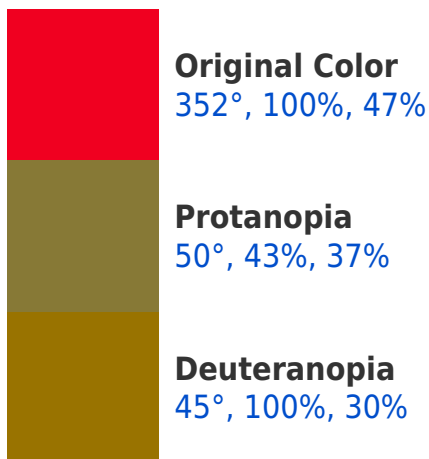 Original Color
352°, 100%, 47%
Protanopia
50°, 43%, 37%
Deuteranopia
45°, 100%, 30%